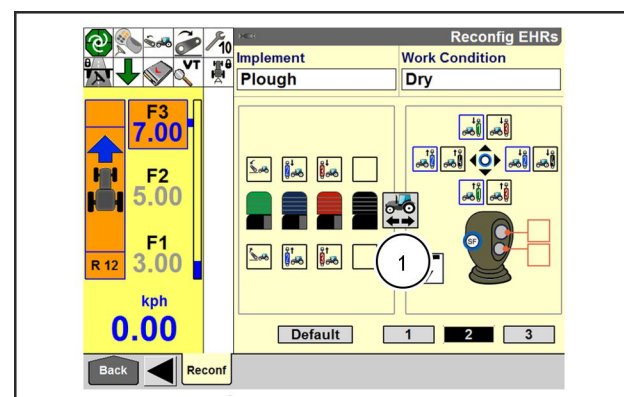 Reconfig EHRs
Implement
Work Condition
Plough
Dry
10
VT
F3
7.00
F2
5.00
F1
3.00
R 12
kph
0.00
SF
1
Default
1
2
3
Back
Reconf